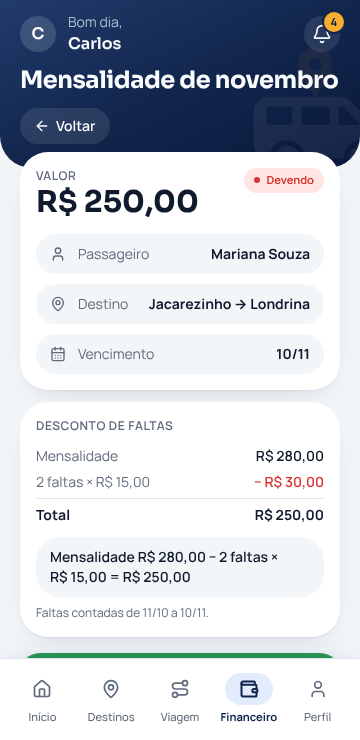 C
Bom dia,
Carlos
4
Mensalidade de novembro
← Voltar
VALOR
Devendo
R$ 250,00
Passageiro Mariana Souza
Destino Jacarezinho → Londrina
Vencimento 10/11
DESCONTO DE FALTAS
Mensalidade R$ 280,00
2 faltas × R$ 15,00 − R$ 30,00
Total R$ 250,00
Mensalidade R$ 280,00 − 2 faltas ×
R$ 15,00 = R$ 250,00
Faltas contadas de 11/10 a 10/11.
Início Destinos Viagem Financeiro Perfil